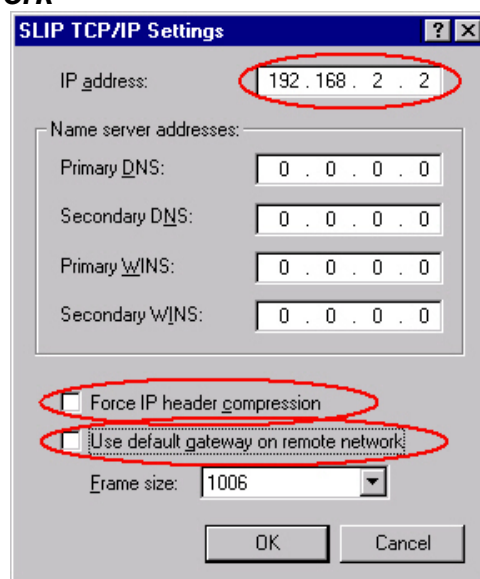 SLIP TCP/IP Settings ? ×
IP address: 192 . 168 . 2 . 2
Name server addresses:
Primary DNS: 0 . 0 . 0 . 0
Secondary DNS: 0 . 0 . 0 . 0
Primary WINS: 0 . 0 . 0 . 0
Secondary WINS: 0 . 0 . 0 . 0
Force IP header compression
Use default gateway on remote network
Frame size: 1006
OK Cancel